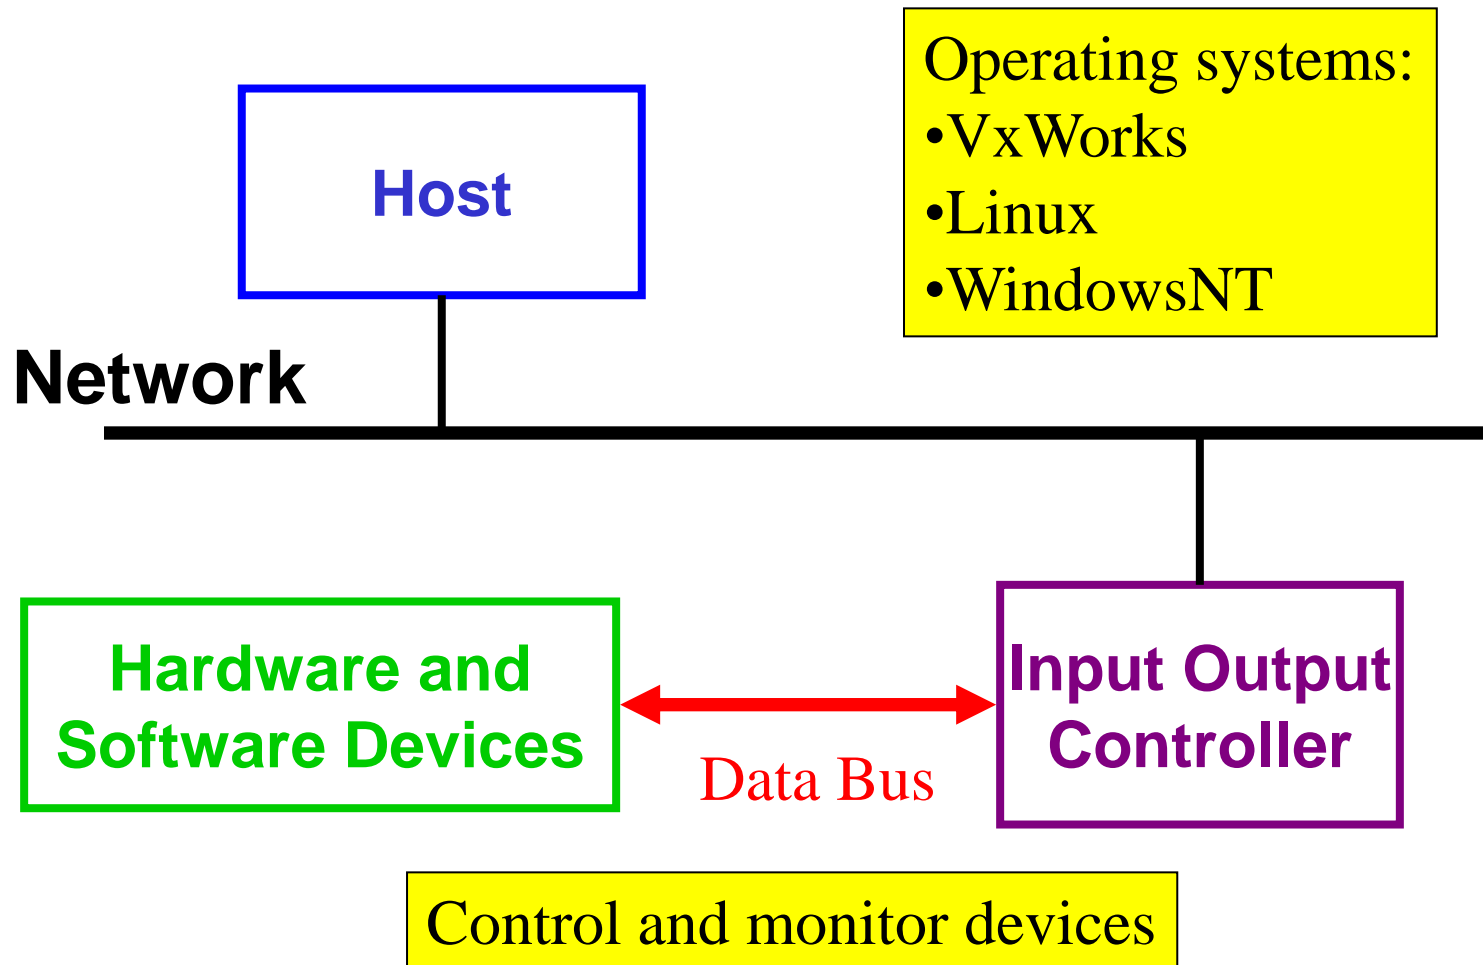 Operating systems:
•VxWorks
•Linux
•WindowsNT
Host
Network
Hardware and
Software Devices
Data Bus
Input Output
Controller
Control and monitor devices